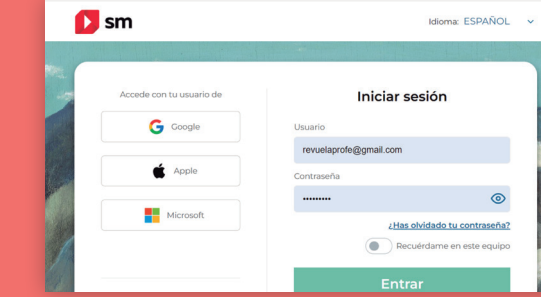 sm
Idioma: ESPAÑOL
Accede con tu usuario de
Google
Apple
Microsoft
Iniciar sesión
Usuario
revuelaprofe@gmail.com
Contraseña
•••••••••
¿Has olvidado tu contraseña?
Recuérdame en este equipo
Entrar